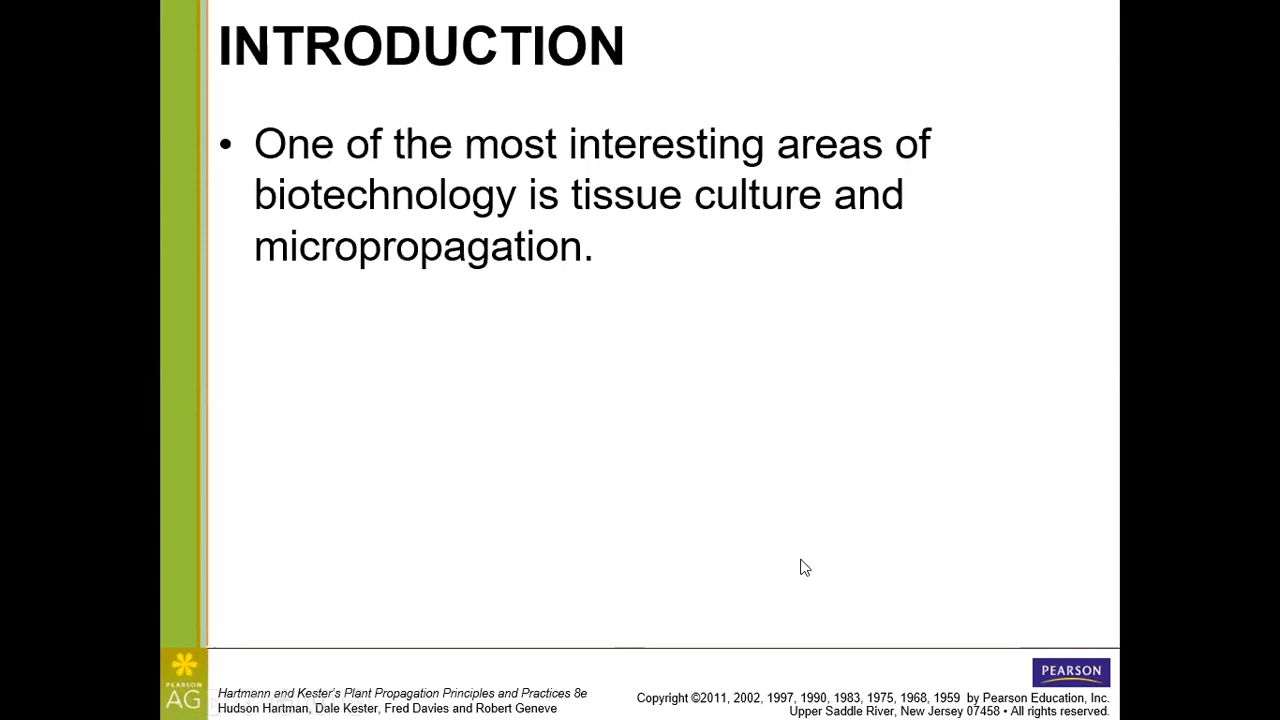 INTRODUCTION
• One of the most interesting areas of
biotechnology is tissue culture and
micropropagation.
PEARSON
AG
Hartmann and Kester's Plant Propagation Principles and Practices 8e
Hudson Hartman, Dale Kester, Fred Davies and Robert Geneve
PEARSON
Copyright ©2011, 2002, 1997, 1990, 1983, 1975, 1968, 1959 by Pearson Education, Inc.
Upper Saddle River, New Jersey 07458 • All rights reserved.